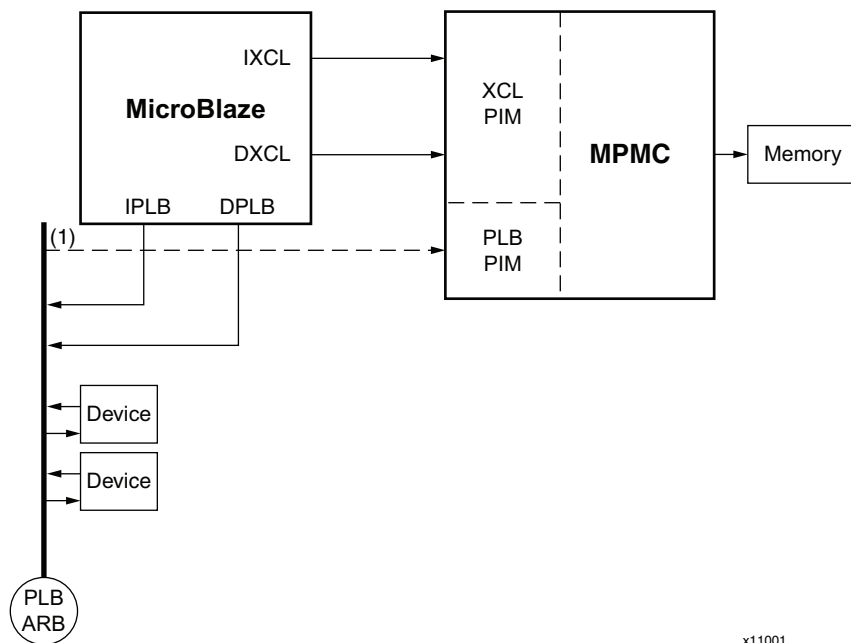 IXCL
MicroBlaze
DXCL
IPLB DPLB
XCL
PIM
MPMC
Memory
(1)
PLB
PIM
Device
Device
PLB
ARB
x11001